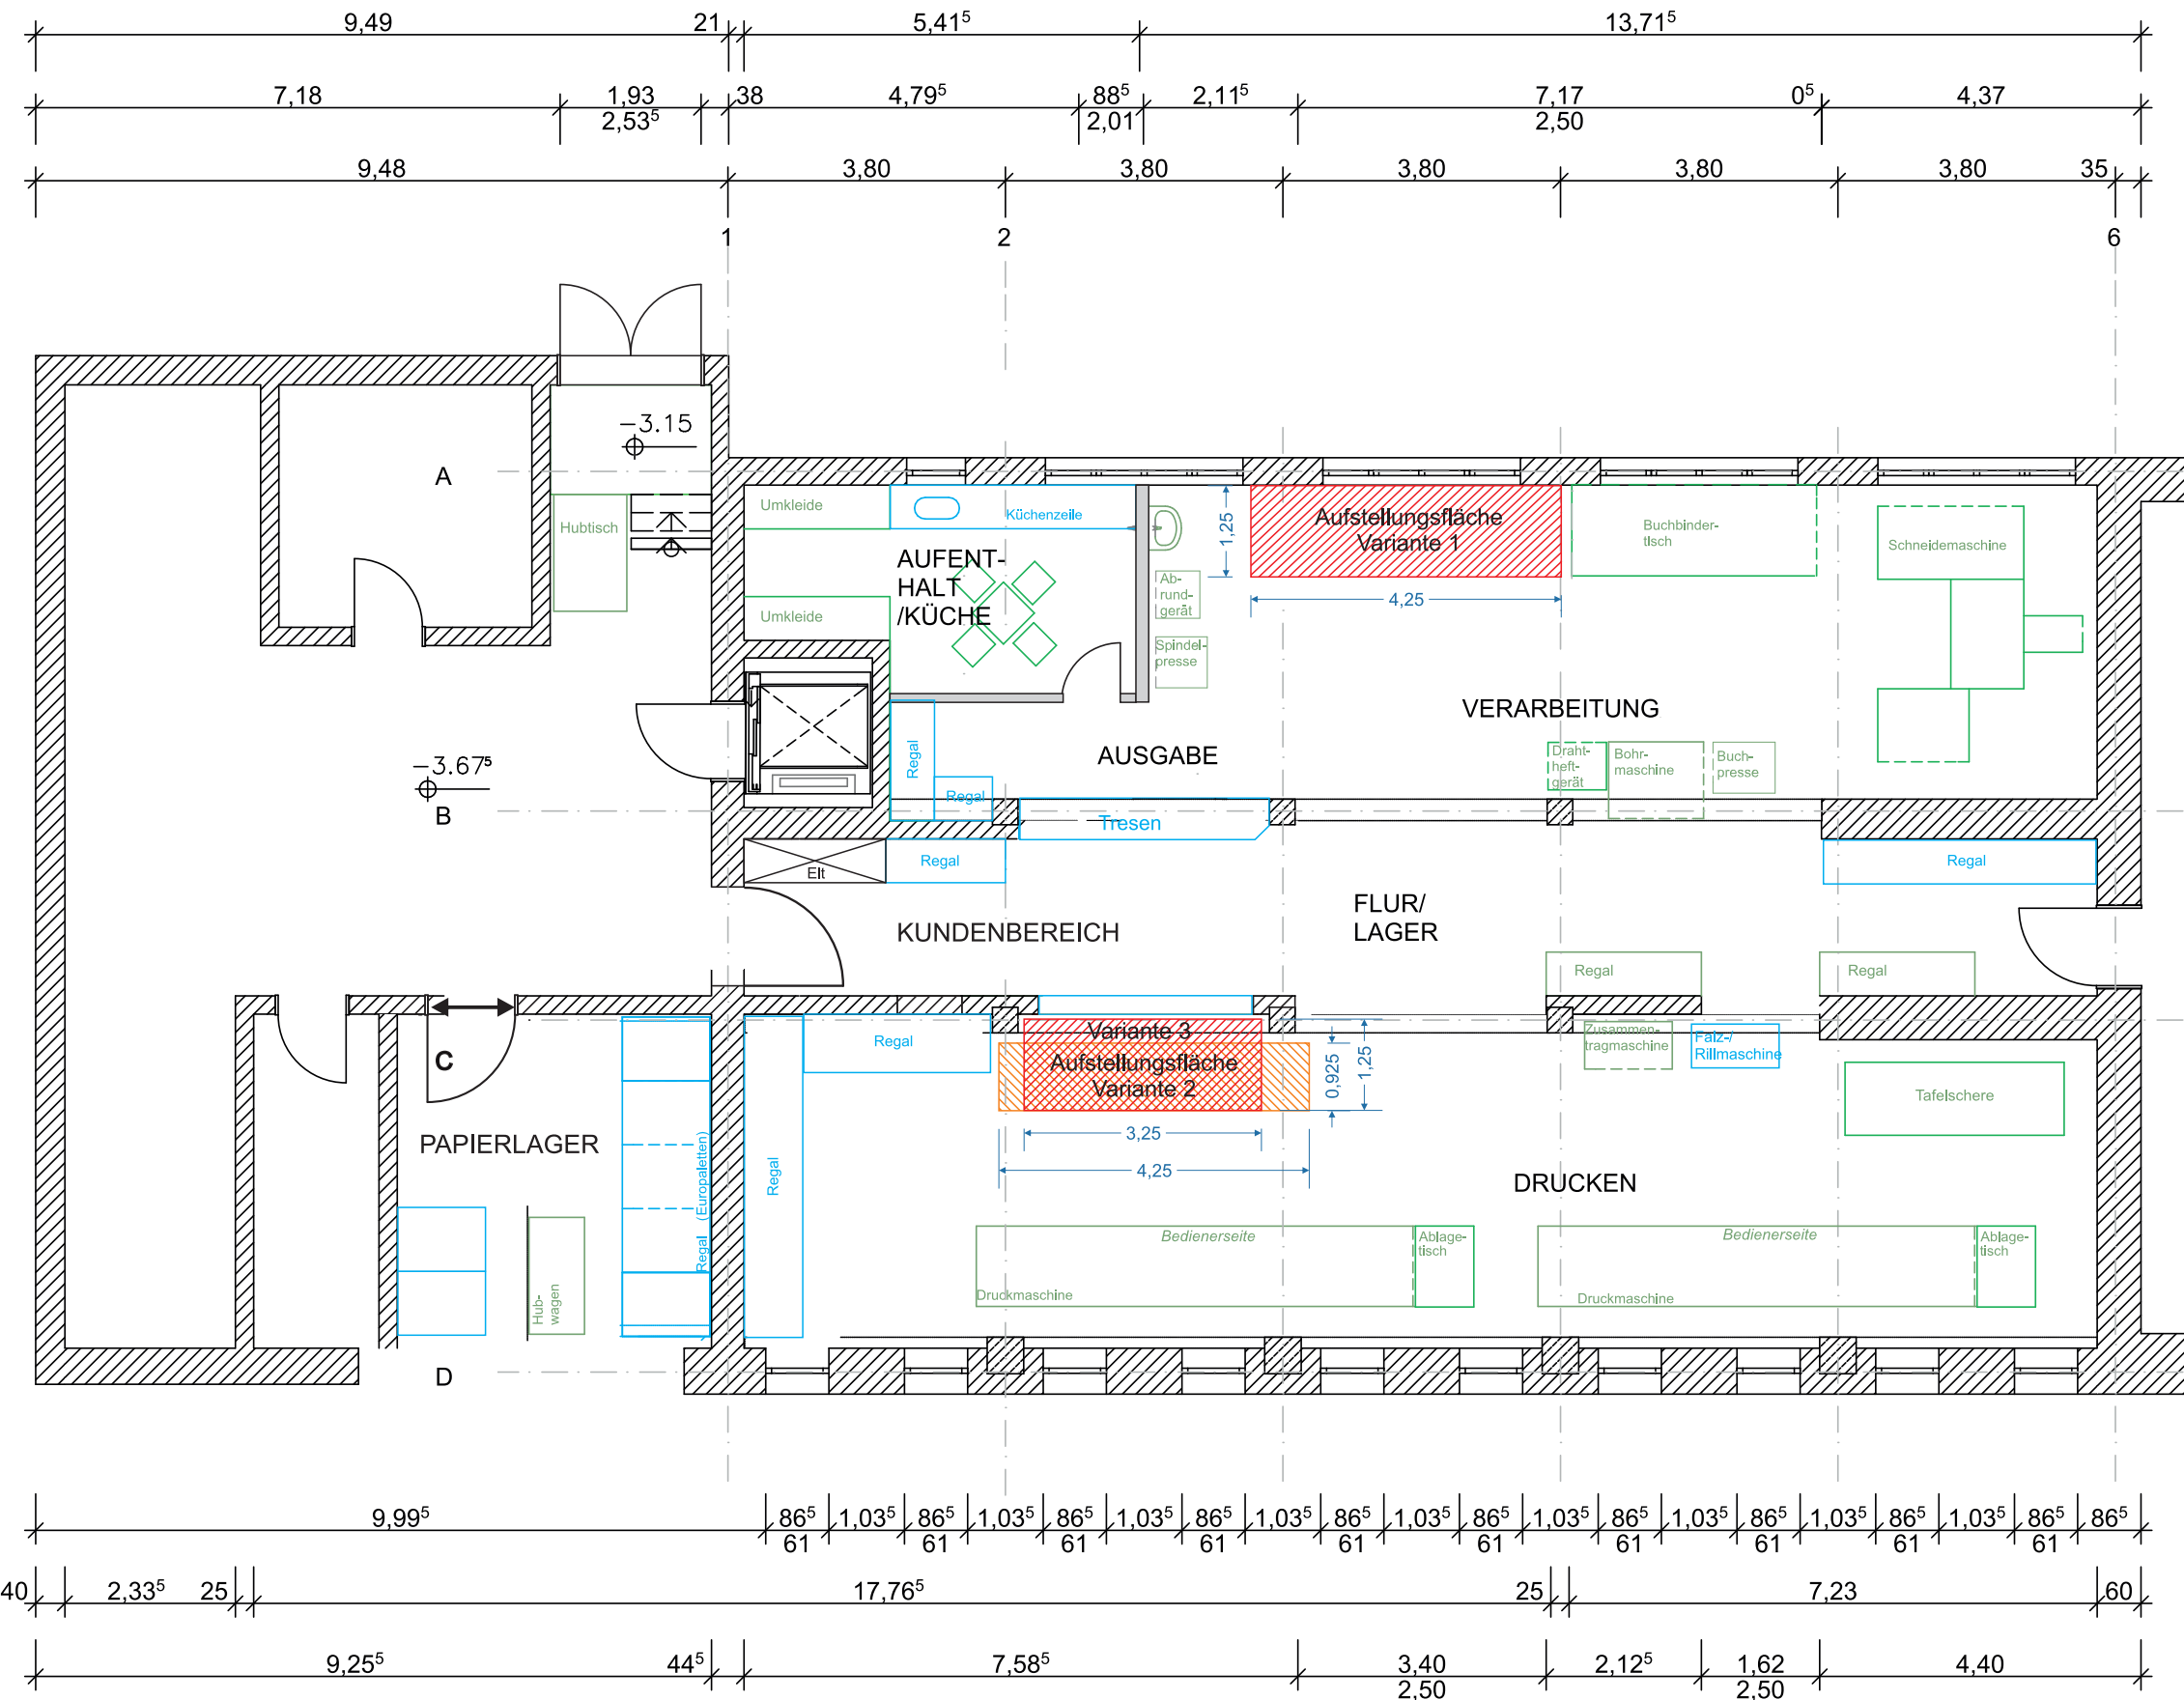 9,49 21 5,41⁵ 13,71⁵
7,18 1,93 38 4,79⁵ 88⁵ 2,11⁵ 7,17 0⁵ 4,37
2,53⁵ 2,01 2,50
9,48 3,80 3,80 3,80 3,80 3,80 35
1 2 6
-3.15
A
Hubtisch
Umkleide
Küchenzeile
AUFENT-
HALT
/KÜCHE
Umkleide
1,25
Aufstellungsfläche
Variante 1
4,25
Buchbinder-
tisch
Schneidemaschine
Ab-
rund-
gerät
Spindel-
presse
VERARBEITUNG
AUSGABE
Regal
Regal
Draht-
heft-
gerät
Bohr-
maschine
Buch-
presse
-3.67⁵
B
Tresen
Elt
Regal
Regal
KUNDENBEREICH
FLUR/
LAGER
Regal
Regal
C
Regal
Variante 3
Aufstellungsfläche
Variante 2
0,925
1,25
3,25
4,25
Zusammen-
tragmaschine
Falz-/
Rillmaschine
Tafelschere
PAPIERLAGER
Regal (Europaletten)
Regal
DRUCKEN
Hub-
wagen
Bedienerseite
Ablage-
tisch
Druckmaschine
Bedienerseite
Ablage-
tisch
Druckmaschine
D
9,99⁵ 86⁵ 1,03⁵ 86⁵ 1,03⁵ 86⁵ 1,03⁵ 86⁵ 1,03⁵ 86⁵ 1,03⁵ 86⁵ 1,03⁵ 86⁵ 1,03⁵ 86⁵ 1,03⁵ 86⁵ 1,03⁵ 86⁵ 86⁵
61 61 61 61 61 61 61 61 61 61
40 2,33⁵ 25 17,76⁵ 25 7,23 60
9,25⁵ 44⁵ 7,58⁵ 3,40 2,12⁵ 1,62 4,40
2,50 2,50